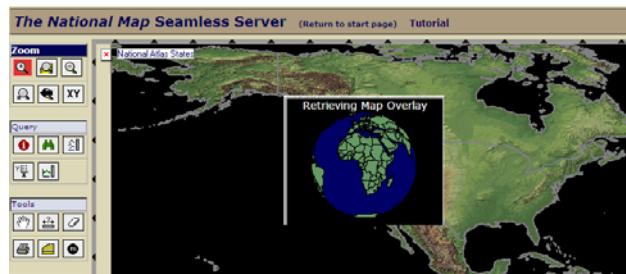 The National Map Seamless Server (Return to start page) Tutorial
Zoom
National Atlas States
XY
Retrieving Map Overlay
Query
Tools